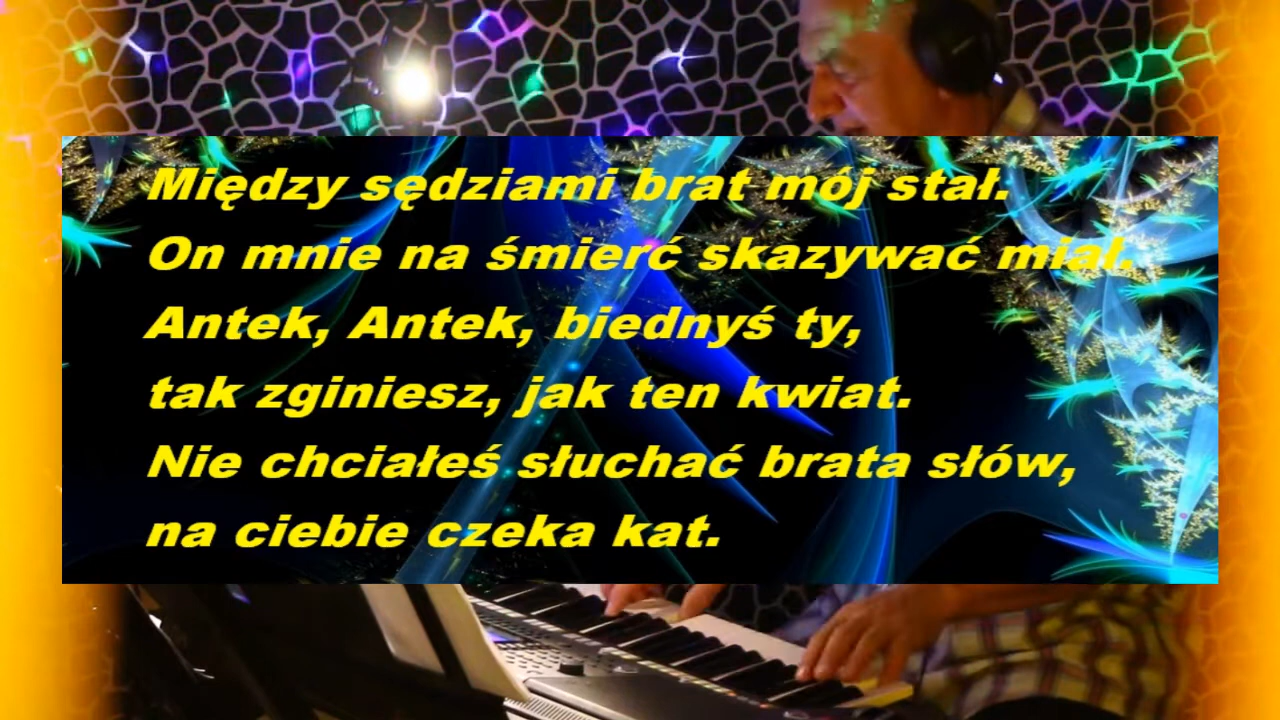 Między sędziami brat mój stał.
On mnie na śmierć skazywać miał.
Antek, Antek, biednyś ty,
tak zginiesz, jak ten kwiat.
Nie chciałeś słuchać brata słów,
na ciebie czeka kat.